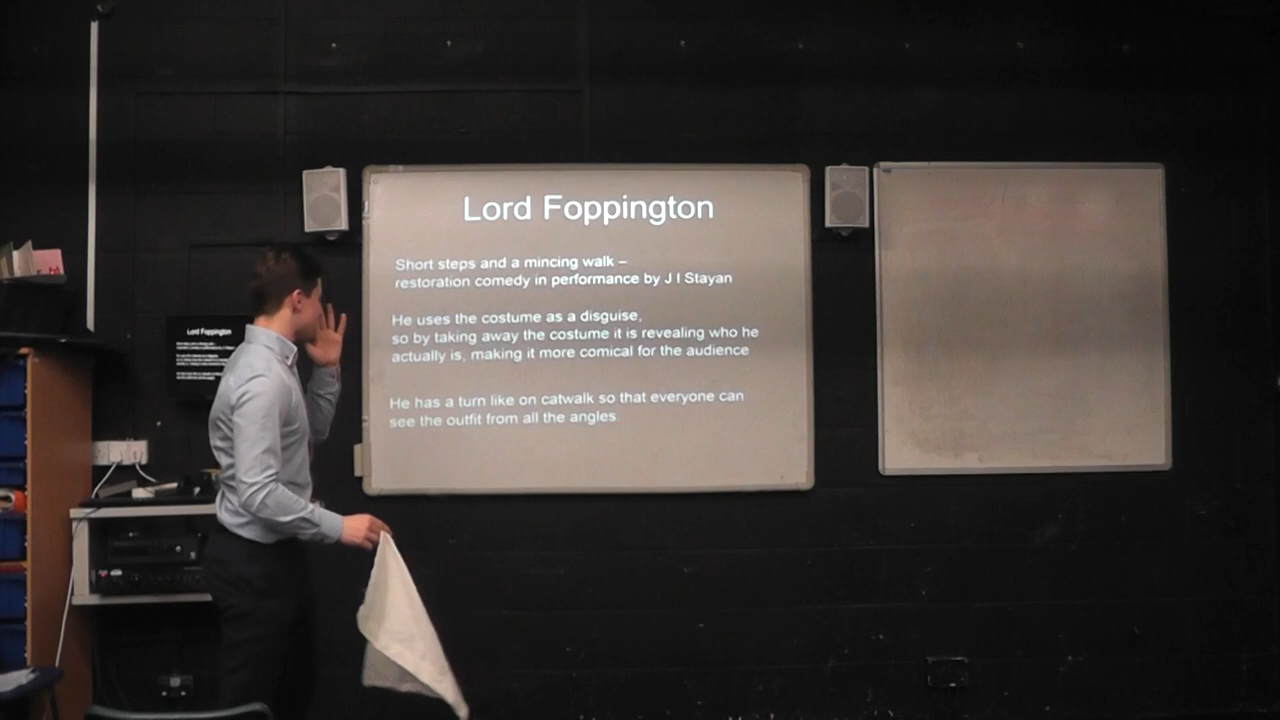 Lord Foppington
Short steps and a mincing walk –
restoration comedy in performance by J I Stayan
He uses the costume as a disguise,
so by taking away the costume it is revealing who he
actually is, making it more comical for the audience
He has a turn like on catwalk so that everyone can
see the outfit from all the angles
Lord Foppington